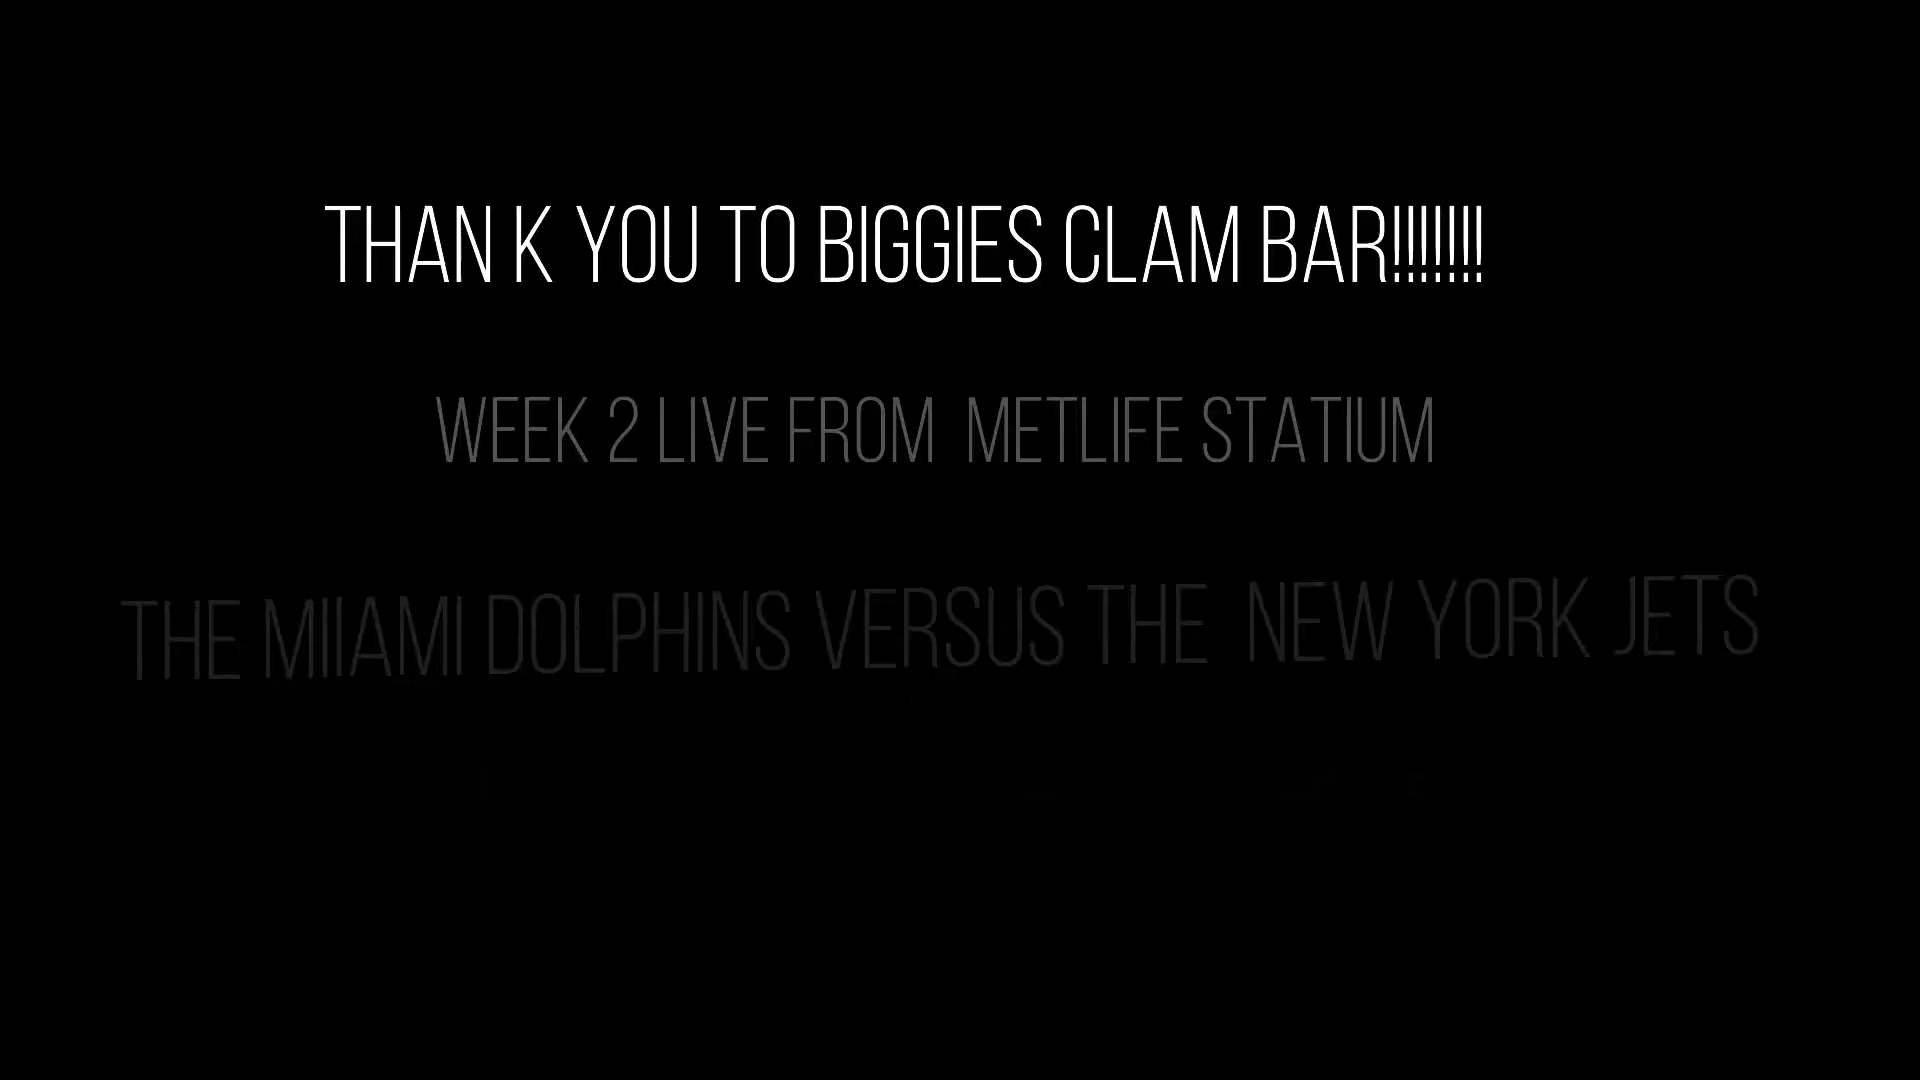 THAN K YOU TO BIGGIES CLAM BAR!!!!!!!
WEEK 2 LIVE FROM METLIFE STATIUM
THE MIIAMI DOLPHINS VERSUS THE NEW YORK JETS